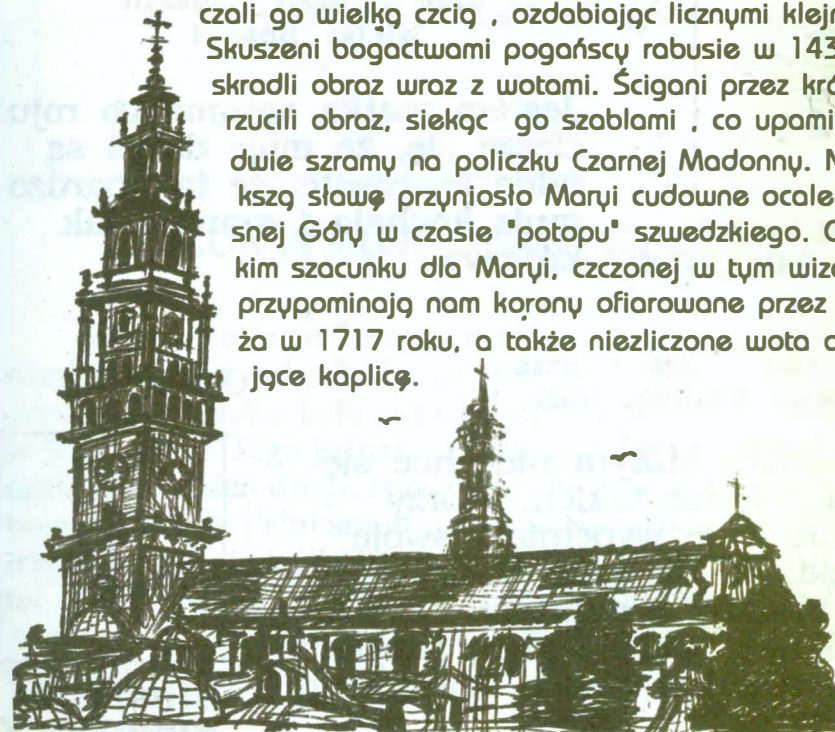 czali go wielką czcią , ozdabiając licznymi klej
Skuszeni bogactwami pogańscy rabusie w 143
skradli obraz wraz z wotami. Ścigani przez kró
rzucili obraz, siekąc go szablami , co upami
dwie szramy na policzku Czarnej Madonny. N
kszą sławę przyniosło Maryi cudowne ocale
snej Góry w czasie "potopu" szwedzkiego. O
kim szacunku dla Maryi, czczonej w tym wize
przypominają nam korony ofiarowane przez
ża w 1717 roku, a także niezliczone wota
jące kaplicę.